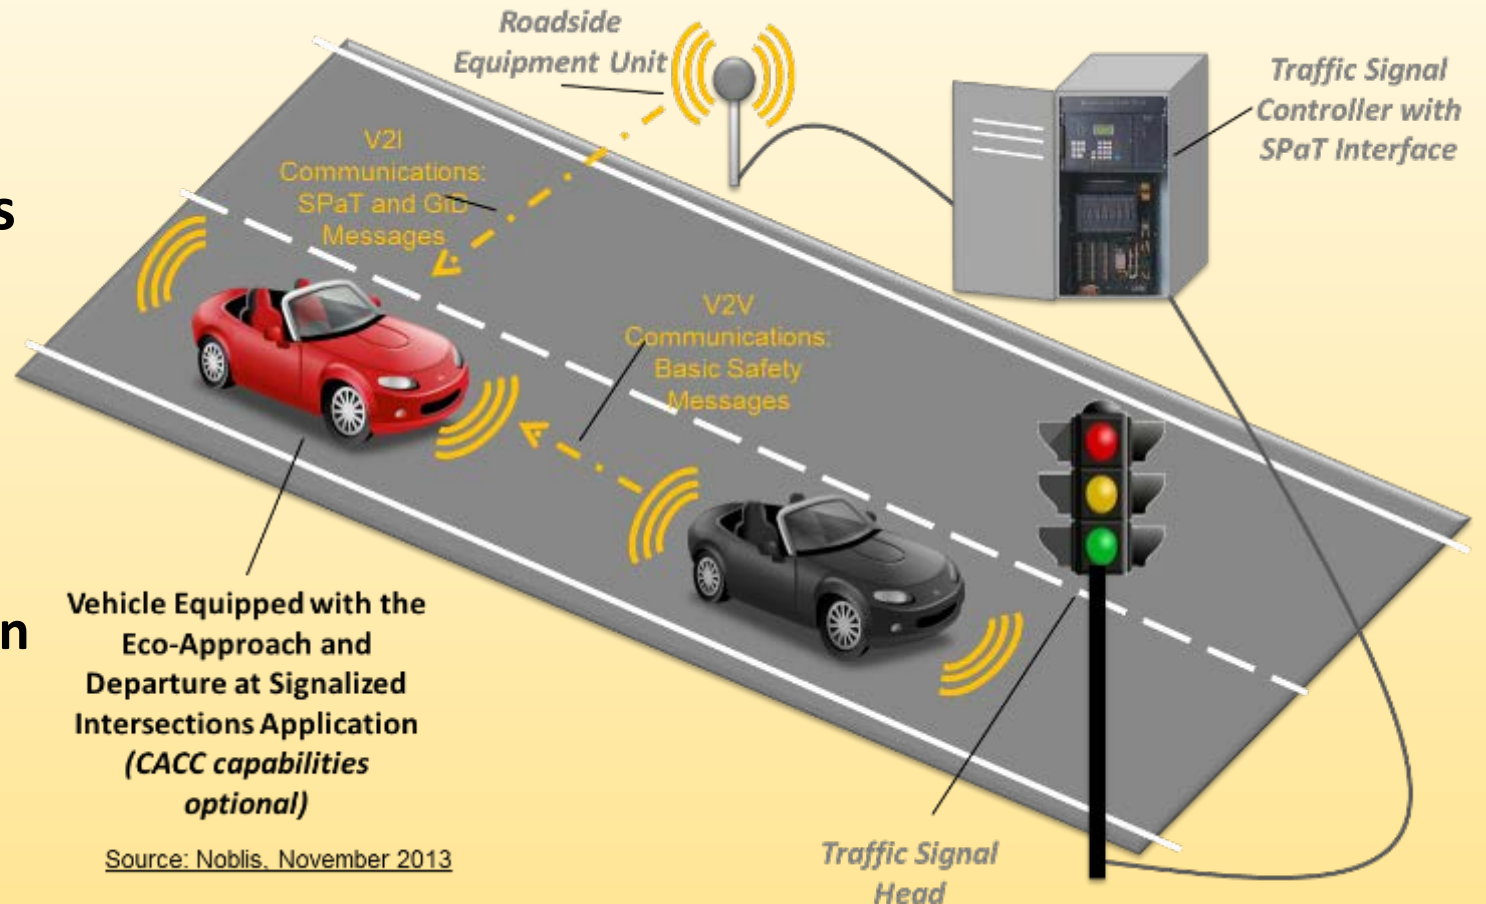 Roadside
Equipment Unit
Traffic Signal
Controller with
SPaT Interface
V2I
Communications:
SPaT and GID
Messages
s
V2V
Communications:
Basic Safety
Messages
Vehicle Equipped with the
Eco-Approach and
Departure at Signalized
Intersections Application
(CACC capabilities
optional)
n
Source: Noblis, November 2013
Traffic Signal
Head